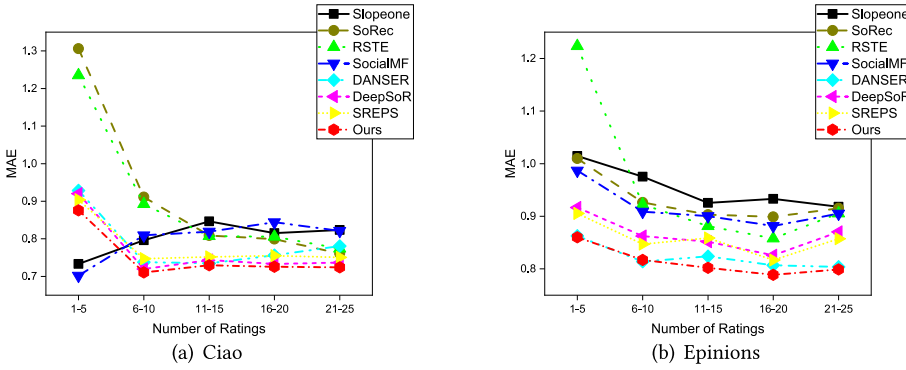 Slopeone
SoRec
RSTE
SocialMF
DANSER
DeepSoR
SREPS
Ours
1.3
1.2
1.1
1.0
0.9
0.8
0.7
MAE
1-5
6-10
11-15
16-20
21-25
Number of Ratings
(a) Ciao
Slopeone
SoRec
RSTE
SocialMF
DANSER
DeepSoR
SREPS
Ours
1.2
1.1
1.0
0.9
0.8
MAE
1-5
6-10
11-15
16-20
21-25
Number of Ratings
(b) Epinions